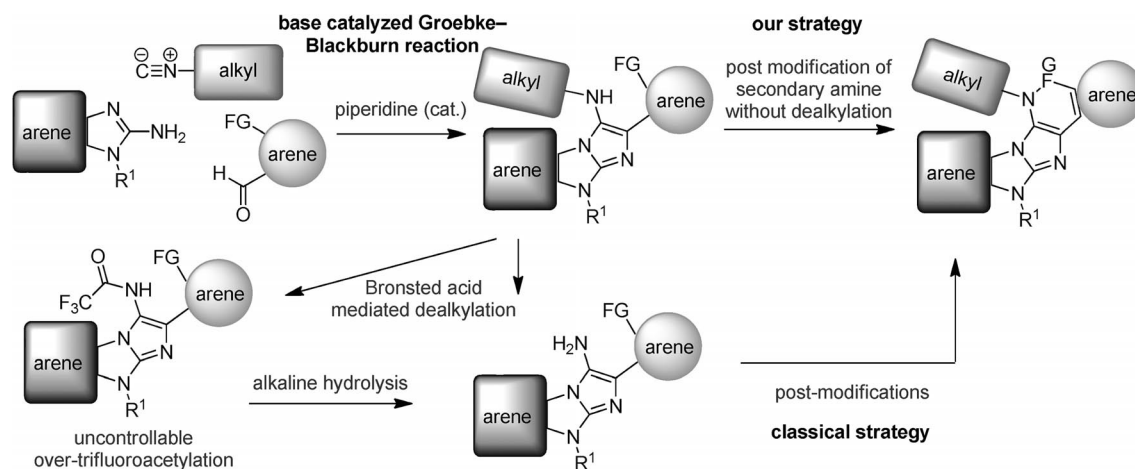 base catalyzed Groebke–
Blackburn reaction
our strategy
C≡N
alkyl
arene
N
NH2
N
R1
FG
arene
H
O
piperidine (cat.)
alkyl
NH
FG
arene
arene
N
N
N
R1
post modification of
secondary amine
without dealkylation
alkyl
N
G
F
arene
arene
N
N
N
R1
O
F3C
NH
FG
arene
arene
N
N
N
R1
uncontrollable
over-trifluoroacetylation
Bronsted acid
mediated dealkylation
alkaline hydrolysis
H2N
FG
arene
arene
N
N
N
R1
post-modifications
classical strategy